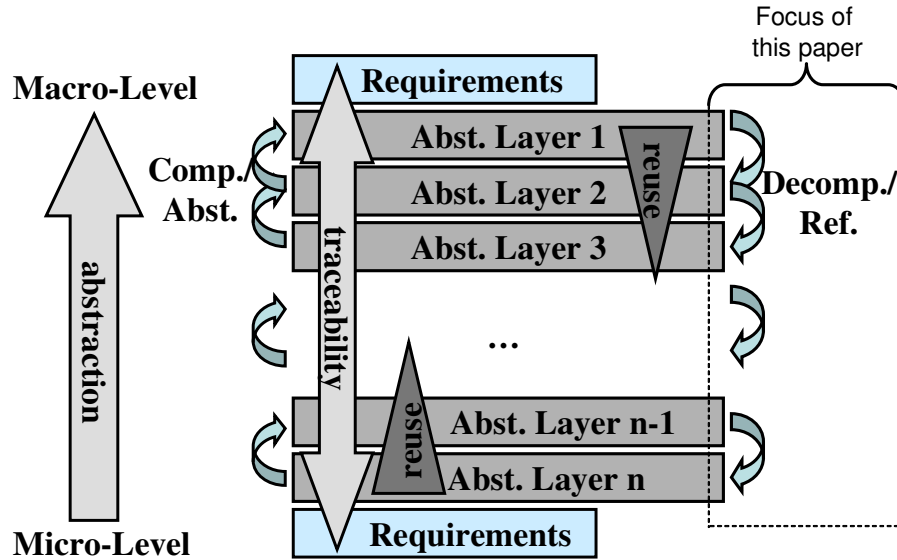 Focus of
this paper
Requirements
Macro-Level
Abst. Layer 1
Comp./
Abst.
Abst. Layer 2
Decomp./
Ref.
Abst. Layer 3
reuse
abstraction
traceability
...
reuse
Abst. Layer n-1
Abst. Layer n
Micro-Level
Requirements